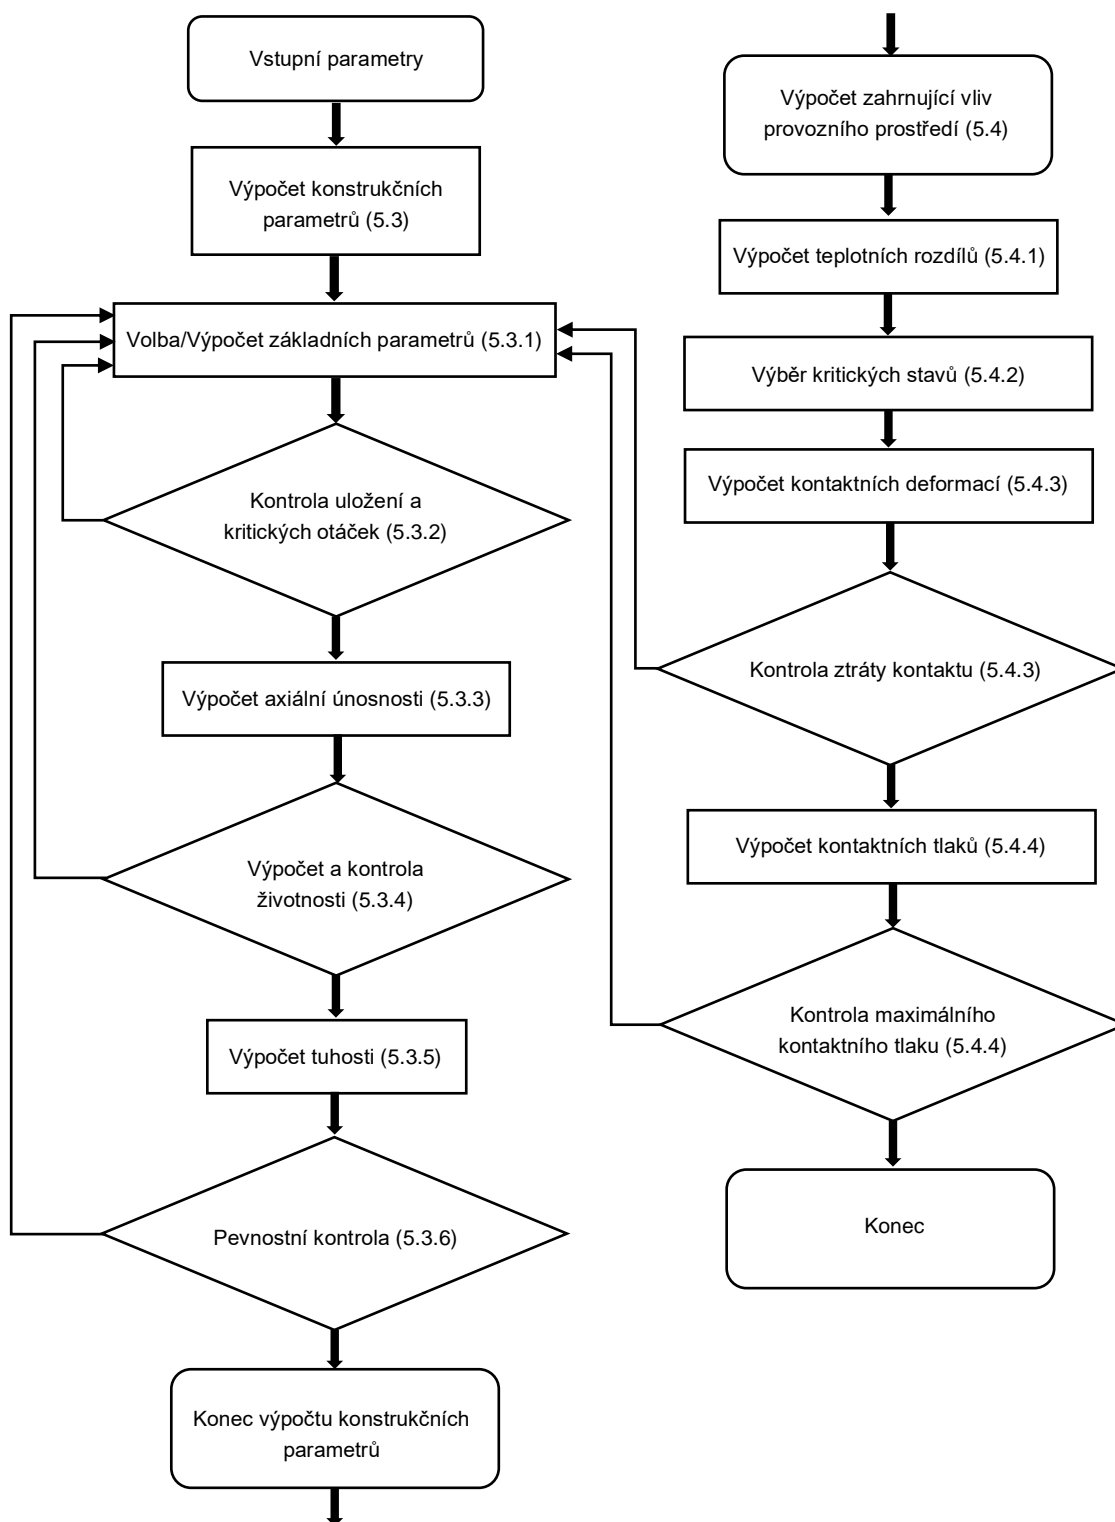 Vstupní parametry
Výpočet konstrukčních
parametrů (5.3)
Volba/Výpočet základních parametrů (5.3.1)
Kontrola uložení a
kritických otáček (5.3.2)
Výpočet axiální únosnosti (5.3.3)
Výpočet a kontrola
životnosti (5.3.4)
Výpočet tuhosti (5.3.5)
Pevnostní kontrola (5.3.6)
Konec výpočtu konstrukčních
parametrů
Výpočet zahrnující vliv
provozního prostředí (5.4)
Výpočet teplotních rozdílů (5.4.1)
Výběr kritických stavů (5.4.2)
Výpočet kontaktních deformací (5.4.3)
Kontrola ztráty kontaktu (5.4.3)
Výpočet kontaktních tlaků (5.4.4)
Kontrola maximálního
kontaktního tlaku (5.4.4)
Konec